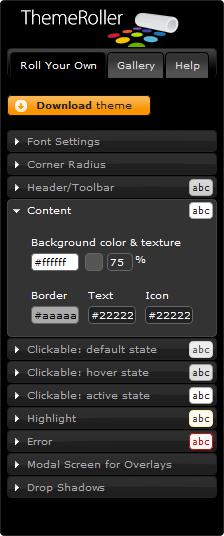 ThemeRoller
Roll Your Own Gallery Help
Download theme
Font Settings
Corner Radius
Header/Toolbar abc
Content abc
Background color & texture
#ffffff 75 %
Border Text Icon
#aaaaa #22222 #22222
Clickable: default state abc
Clickable: hover state abc
Clickable: active state abc
Highlight abc
Error abc
Modal Screen for Overlays
Drop Shadows